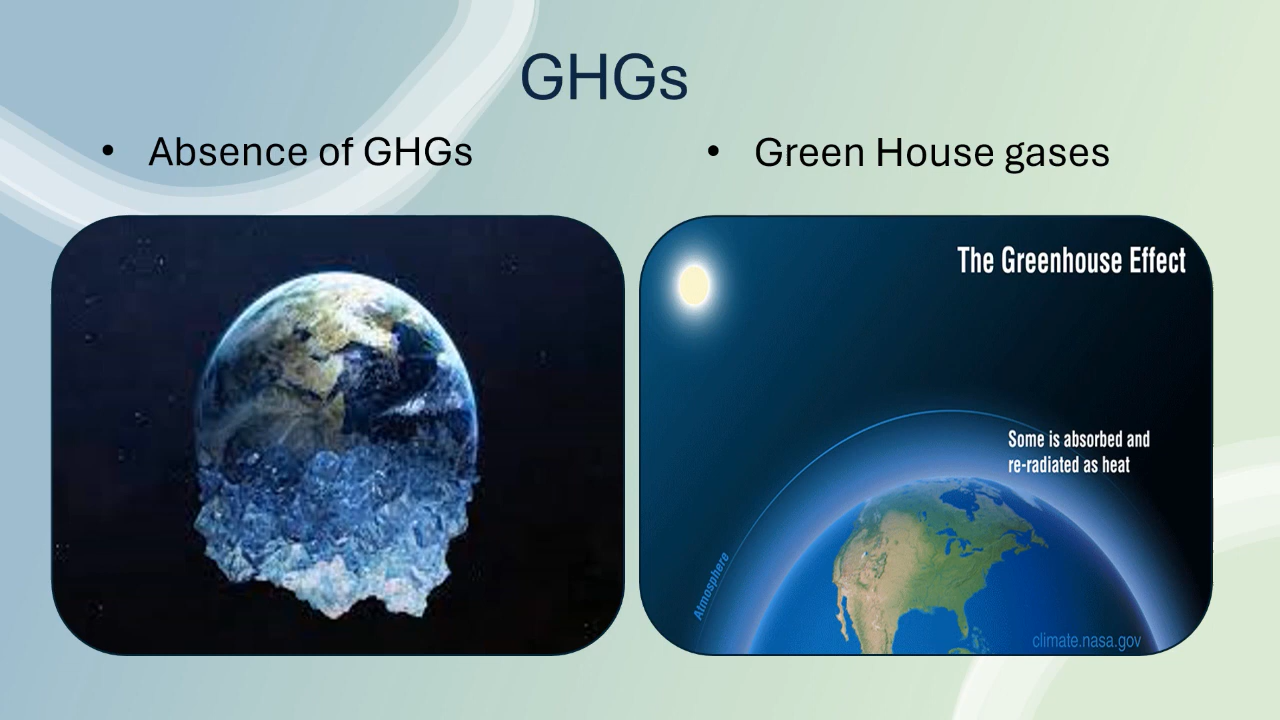 GHGs
• Absence of GHGs
• Green House gases
The Greenhouse Effect
Some is absorbed and
re-radiated as heat
Atmosphere
climate.nasa.gov